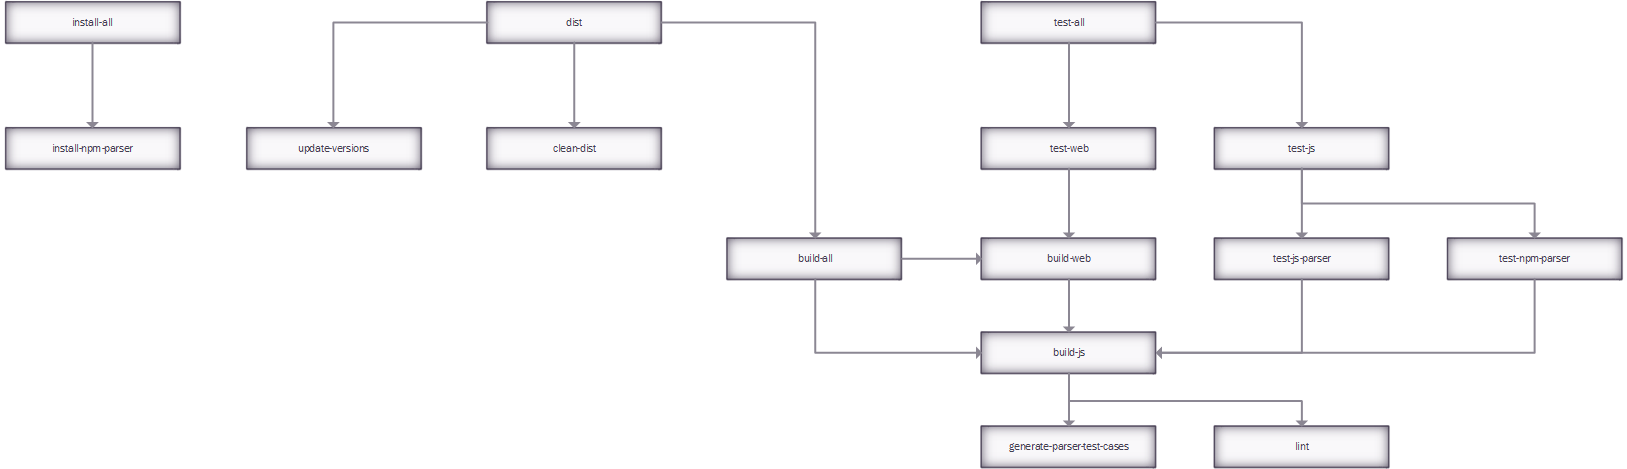 install-all
dist
test-all
install-npm-parser
update-versions
clean-dist
test-web
test-js
build-all
build-web
test-js-parser
test-npm-parser
build-js
generate-parser-test-cases
lint